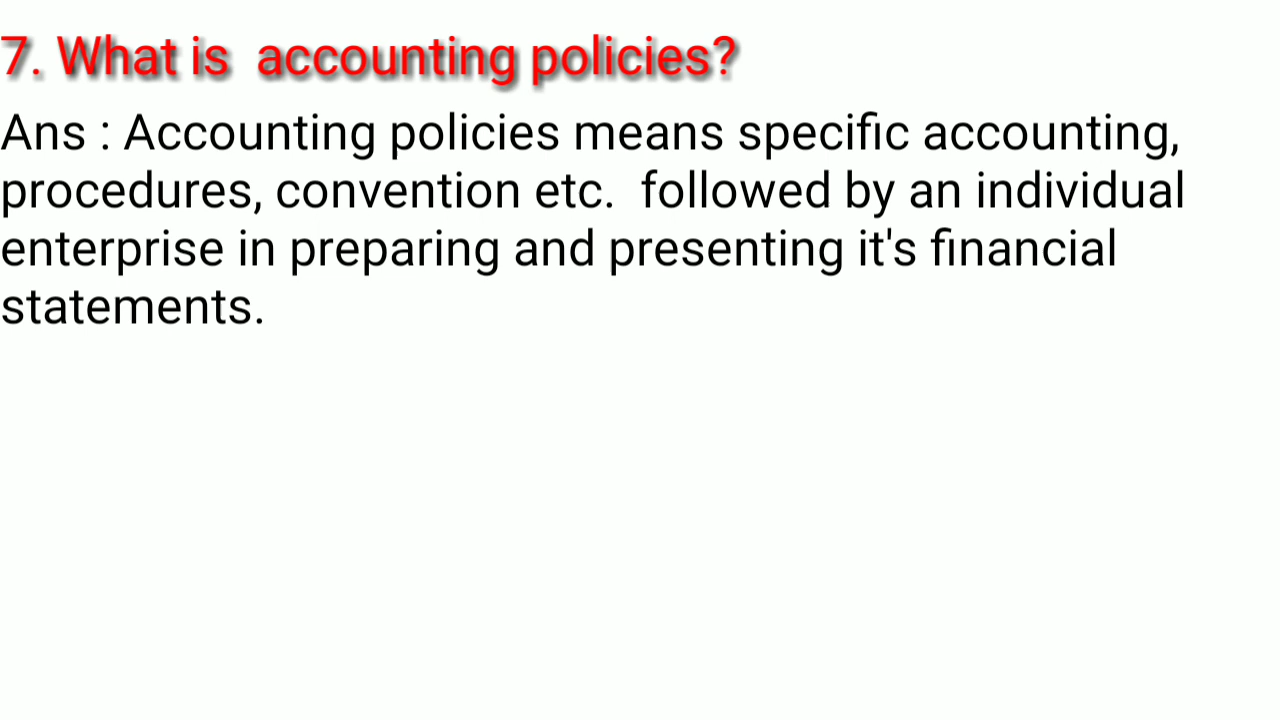 7. What is  accounting policies?
Ans : Accounting policies means specific accounting,
procedures, convention etc.  followed by an individual
enterprise in preparing and presenting it's financial
statements.